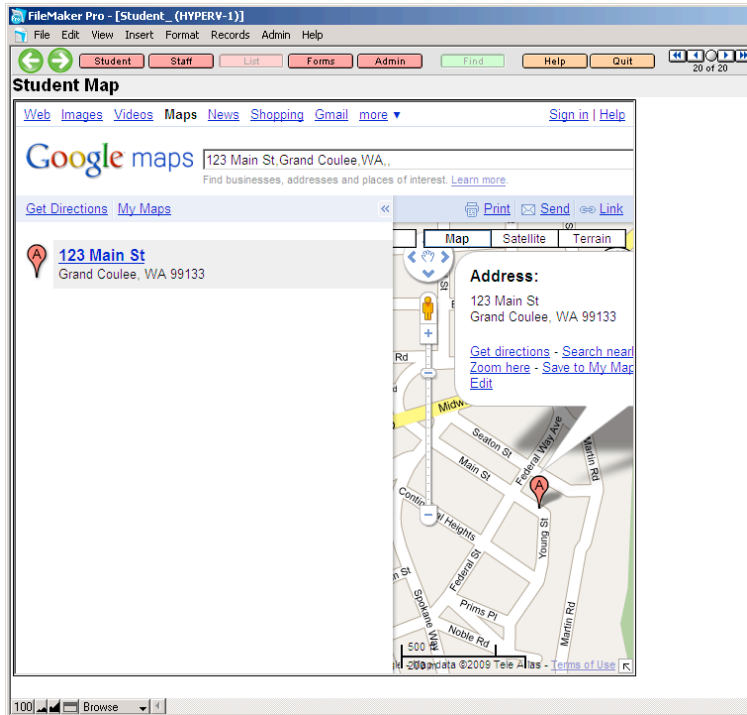 FileMaker Pro - [Student_ (HYPERV-1)]
File Edit View Insert Format Records Admin Help
Student Staff List Forms Admin Find Help Quit
20 of 20
Student Map
Web Images Videos Maps News Shopping Gmail more ▼ Sign in | Help
Google maps 123 Main St,Grand Coulee,WA,,
Find businesses, addresses and places of interest. Learn more.
Get Directions My Maps « Print Send Link
Map Satellite Terrain
A 123 Main St
Grand Coulee, WA 99133
Address:
123 Main St
Grand Coulee, WA 99133
Get directions - Search near
Zoom here - Save to My Map
Edit
Rd
Seaton St
Main St
Federal Way Ave
Martin Rd
A
Heights
Young St
Federal St
Spokane Way
Prims Pl
Noble Rd
Martin Rd
500 ft
©2009 Tele Atlas - Terms of Use
100 Browse